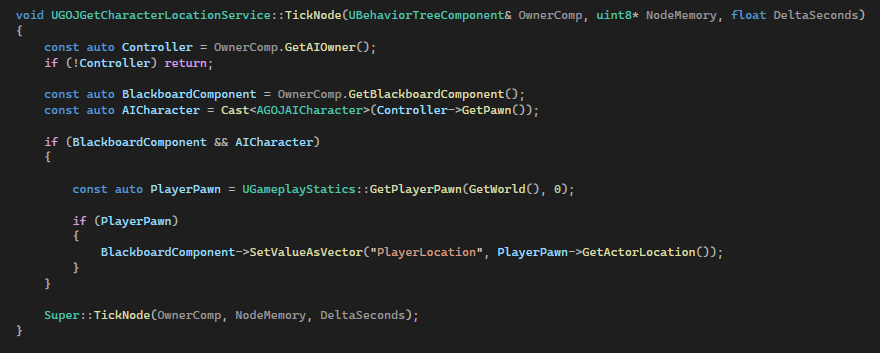 void UGOJGetCharacterLocationService::TickNode(UBehaviorTreeComponent& OwnerComp, uint8* NodeMemory, float DeltaSeconds)
{
    const auto Controller = OwnerComp.GetAIOwner();
    if (!Controller) return;

    const auto BlackboardComponent = OwnerComp.GetBlackboardComponent();
    const auto AICharacter = Cast<AGOJAICharacter>(Controller->GetPawn());

    if (BlackboardComponent && AICharacter)
    {

        const auto PlayerPawn = UGameplayStatics::GetPlayerPawn(GetWorld(), 0);

        if (PlayerPawn)
        {
            BlackboardComponent->SetValueAsVector("PlayerLocation", PlayerPawn->GetActorLocation());
        }
    }

    Super::TickNode(OwnerComp, NodeMemory, DeltaSeconds);
}